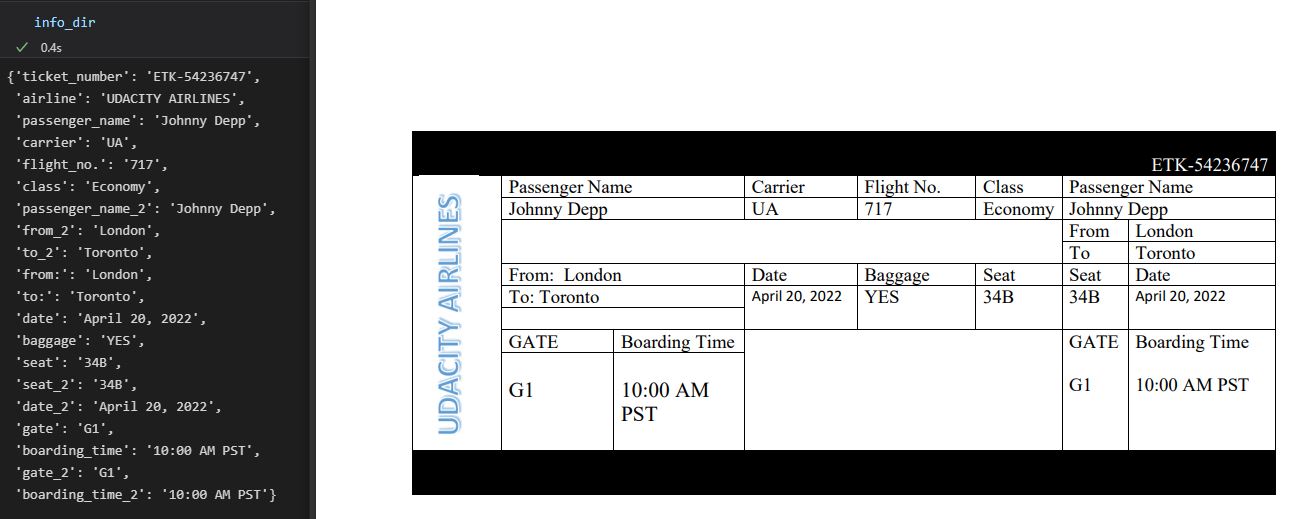 info_dir
0.4s
{'ticket_number': 'ETK-54236747',
'airline': 'UDACITY AIRLINES',
'passenger_name': 'Johnny Depp',
'carrier': 'UA',
'flight_no.': '717',
'class': 'Economy',
'passenger_name_2': 'Johnny Depp',
'from_2': 'London',
'to_2': 'Toronto',
'from:': 'London',
'to:': 'Toronto',
'date': 'April 20, 2022',
'baggage': 'YES',
'seat': '34B',
'seat_2': '34B',
'date_2': 'April 20, 2022',
'gate': 'G1',
'boarding_time': '10:00 AM PST',
'gate_2': 'G1',
'boarding_time_2': '10:00 AM PST'}
ETK-54236747
UDACITY AIRLINES
Passenger Name Carrier Flight No. Class Passenger Name
Johnny Depp UA 717 Economy Johnny Depp
From London
To Toronto
From: London Date Baggage Seat Seat Date
To: Toronto April 20, 2022 YES 34B 34B April 20, 2022
GATE Boarding Time GATE Boarding Time
G1 10:00 AM G1 10:00 AM PST
PST